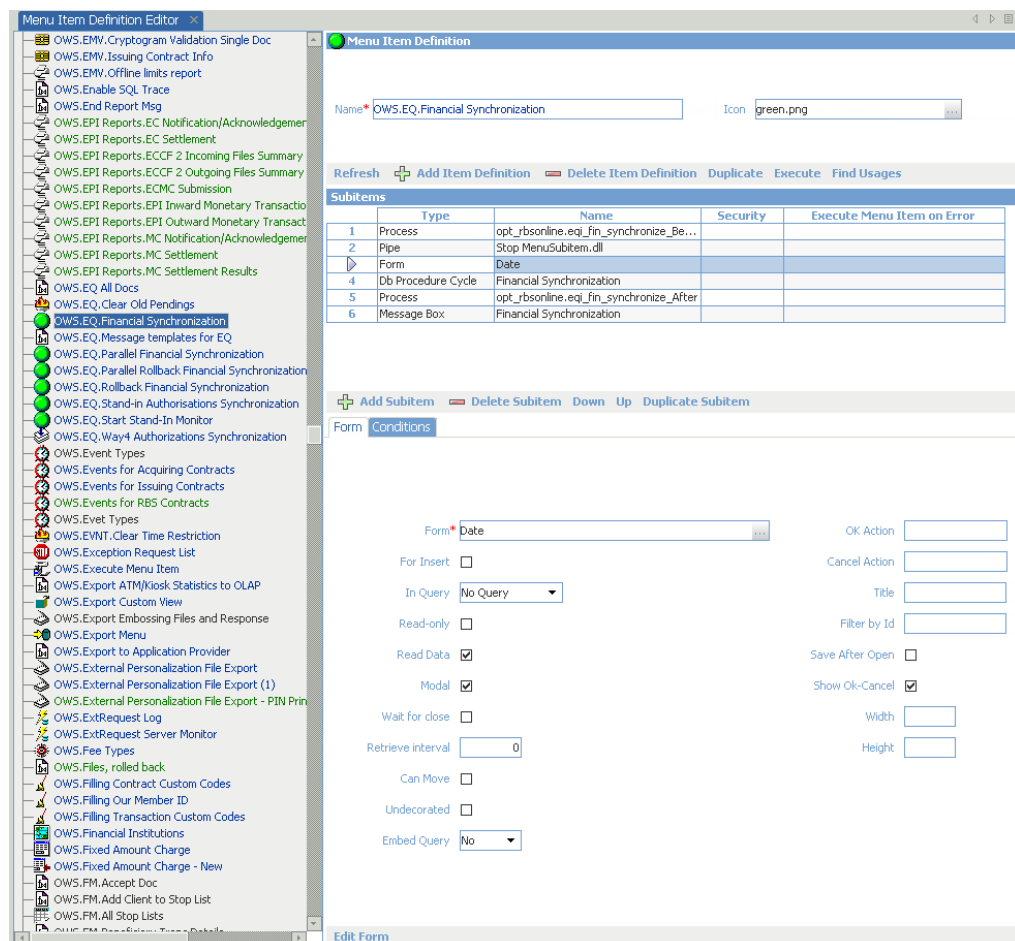 Menu Item Definition Editor
OWS.EMV.Cryptogram Validation Single Doc
OWS.EMV.Issuing Contract Info
OWS.EMV.Offline limits report
OWS.Enable SQL Trace
OWS.End Report Msg
OWS.EPI Reports.EC Notification/Acknowledgemer
OWS.EPI Reports.EC Settlement
OWS.EPI Reports.ECCF 2 Incoming Files Summary
OWS.EPI Reports.ECCF 2 Outgoing Files Summary
OWS.EPI Reports.ECMC Submission
OWS.EPI Reports.EPI Inward Monetary Transactio
OWS.EPI Reports.EPI Outward Monetary Transact
OWS.EPI Reports.MC Notification/Acknowledgemer
OWS.EPI Reports.MC Settlement
OWS.EPI Reports.MC Settlement Results
OWS.EQ All Docs
OWS.EQ.Clear Old Pendings
OWS.EQ.Financial Synchronization
OWS.EQ.Message templates for EQ
OWS.EQ.Parallel Financial Synchronization
OWS.EQ.Parallel Rollback Financial Synchronization
OWS.EQ.Rollback Financial Synchronization
OWS.EQ.Stand-in Authorisations Synchronization
OWS.EQ.Start Stand-In Monitor
OWS.EQ.Way4 Authorizations Synchronization
OWS.Event Types
OWS.Events for Acquiring Contracts
OWS.Events for Issuing Contracts
OWS.Events for RBS Contracts
OWS.Evet Types
OWS.EVNT.Clear Time Restriction
OWS.Exception Request List
OWS.Execute Menu Item
OWS.Export ATM/Kiosk Statistics to OLAP
OWS.Export Custom View
OWS.Export Embossing Files and Response
OWS.Export Menu
OWS.Export to Application Provider
OWS.External Personalization File Export
OWS.External Personalization File Export (1)
OWS.External Personalization File Export - PIN Prin
OWS.ExtRequest Log
OWS.ExtRequest Server Monitor
OWS.Fee Types
OWS.Files, rolled back
OWS.Filling Contract Custom Codes
OWS.Filling Our Member ID
OWS.Filling Transaction Custom Codes
OWS.Financial Institutions
OWS.Fixed Amount Charge
OWS.Fixed Amount Charge - New
OWS.FM.Accept Doc
OWS.FM.Add Client to Stop List
OWS.FM.All Stop Lists
Menu Item Definition
Name* OWS.EQ.Financial Synchronization Icon green.png ...
Refresh Add Item Definition Delete Item Definition Duplicate Execute Find Usages
Subitems
Type Name Security Execute Menu Item on Error
1 Process opt_rbsonline.eqi_fin_synchronize_Be...
2 Pipe Stop MenuSubitem.dll
Form Date
4 Db Procedure Cycle Financial Synchronization
5 Process opt_rbsonline.eqi_fin_synchronize_After
6 Message Box Financial Synchronization
Add Subitem Delete Subitem Down Up Duplicate Subitem
Form Conditions
Form* Date ... OK Action
For Insert Cancel Action
In Query No Query Title
Read-only Filter by Id
Read Data Save After Open
Modal Show Ok-Cancel
Wait for close Width
Retrieve interval 0 Height
Can Move
Undecorated
Embed Query No
Edit Form